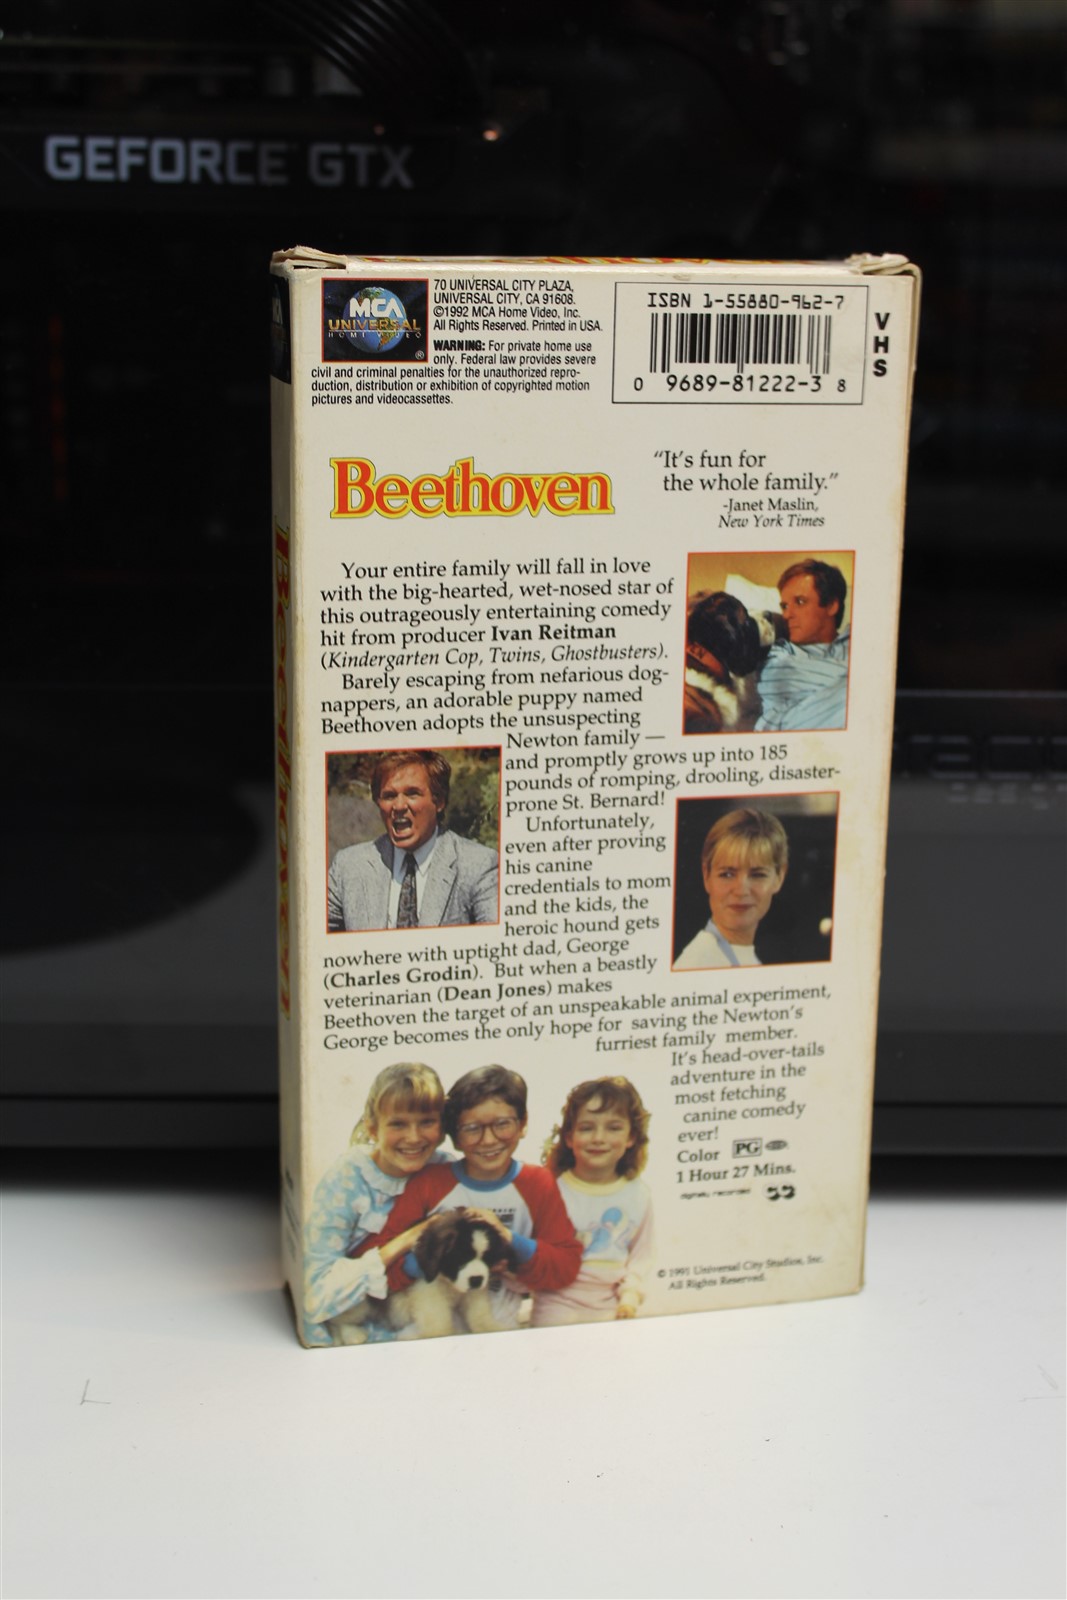 GEFORCE GTX
MCA
UNIVERSAL
HOME VIDEO
®
70 UNIVERSAL CITY PLAZA,
UNIVERSAL CITY, CA 91608.
©1992 MCA Home Video, Inc.
All Rights Reserved. Printed in USA.
WARNING: For private home use
only. Federal law provides severe
civil and criminal penalties for the unauthorized repro-
duction, distribution or exhibition of copyrighted motion
pictures and videocassettes.
ISBN 1-55880-962-7
0 9689-81222-3 8
VHS
Beethoven
"It's fun for
the whole family."
-Janet Maslin,
New York Times
Your entire family will fall in love
with the big-hearted, wet-nosed star of
this outrageously entertaining comedy
hit from producer Ivan Reitman
(Kindergarten Cop, Twins, Ghostbusters).
Barely escaping from nefarious dog-
nappers, an adorable puppy named
Beethoven adopts the unsuspecting
Newton family —
and promptly grows up into 185
pounds of romping, drooling, disaster-
prone St. Bernard!
Unfortunately,
even after proving
his canine
credentials to mom
and the kids, the
heroic hound gets
nowhere with uptight dad, George
(Charles Grodin). But when a beastly
veterinarian (Dean Jones) makes
Beethoven the target of an unspeakable animal experiment,
George becomes the only hope for saving the Newton's
furriest family member.
It's head-over-tails
adventure in the
most fetching
canine comedy
ever!
Color PG
1 Hour 27 Mins.
digitally recorded
© 1991 Universal City Studios, Inc.
All Rights Reserved.
Beethoven